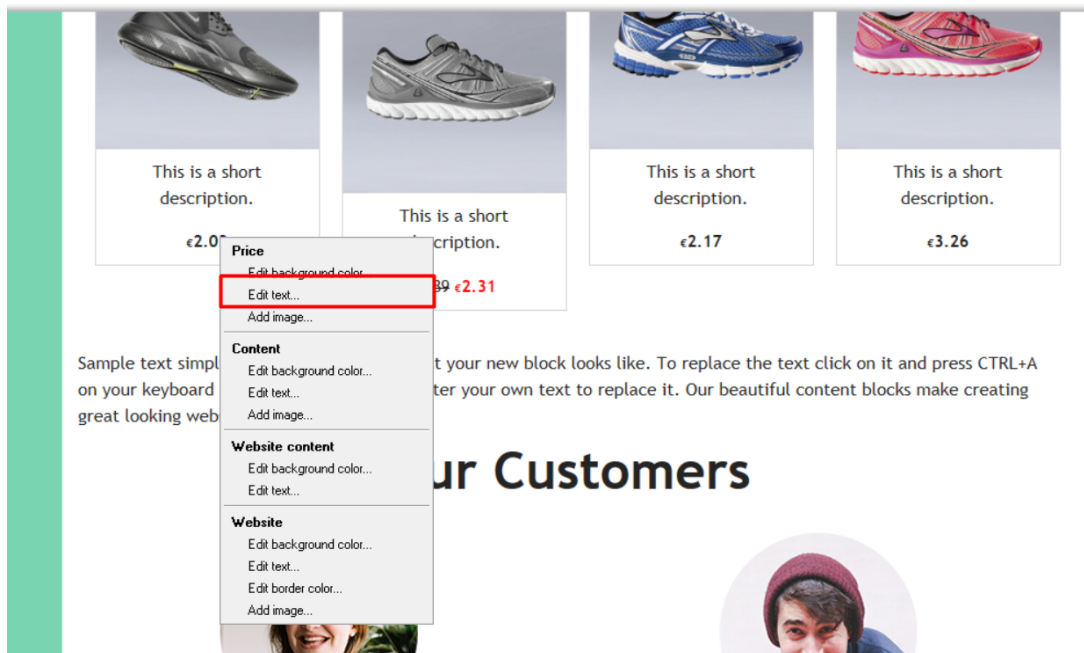 This is a short
description.
€2.0
This is a short
cription.
39 €2.31
This is a short
description.
€2.17
This is a short
description.
€3.26
Price
Edit background color...
Edit text...
Add image...
Content
Edit background color...
Edit text...
Add image...
Website content
Edit background color...
Edit text...
Website
Edit background color...
Edit text...
Edit border color...
Add image...
Sample text simpl t your new block looks like. To replace the text click on it and press CTRL+A
on your keyboard ter your own text to replace it. Our beautiful content blocks make creating
great looking web
ur Customers